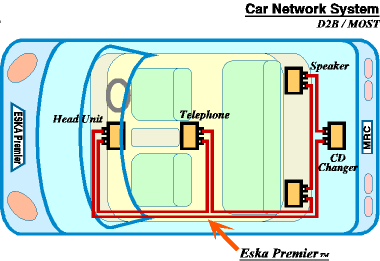 Car Network System
D2B / MOST
Speaker
Head Unit
Telephone
ESKA Premier
MRC
CD
Changer
Eska Premier™